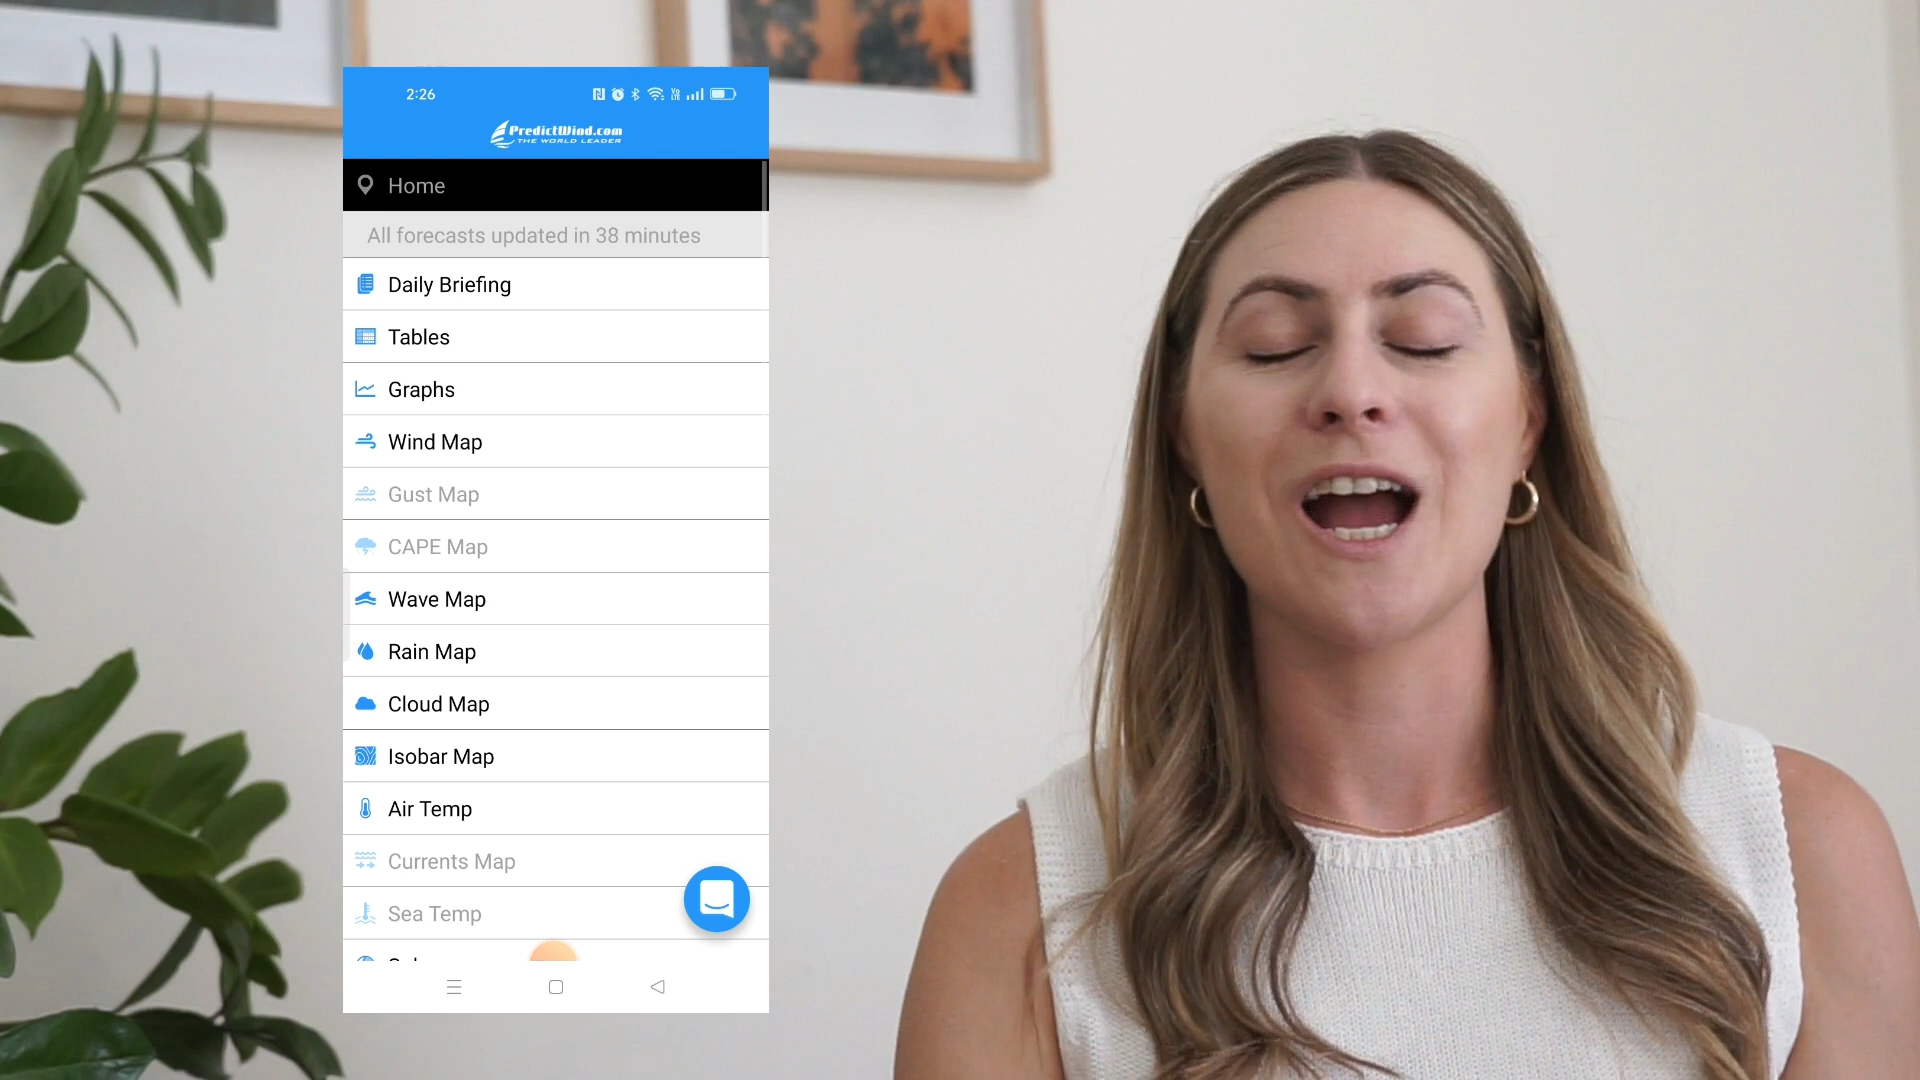 2:26
PredictWind.com
THE WORLD LEADER
Home
All forecasts updated in 38 minutes
Daily Briefing
Tables
Graphs
Wind Map
Gust Map
CAPE Map
Wave Map
Rain Map
Cloud Map
Isobar Map
Air Temp
Currents Map
Sea Temp